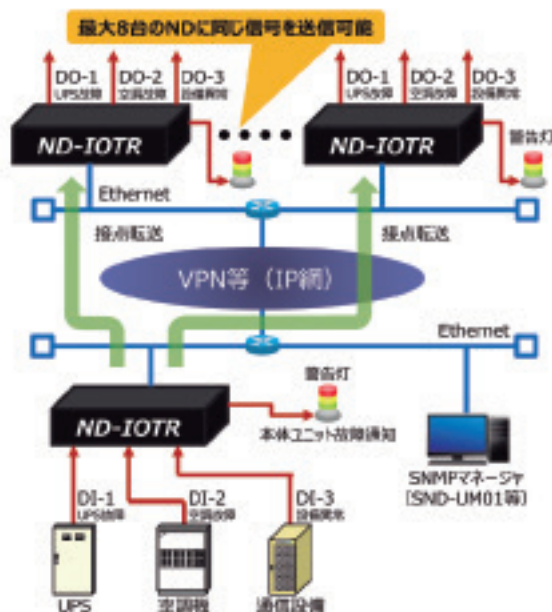 最大8台のNDに同じ信号を送信可能
DO-1 DO-2 DO-3
UPS故障 空調故障 設備異常
DO-1 DO-2 DO-3
UPS故障 空調故障 設備異常
ND-IOTR
ND-IOTR
警告灯
Ethernet
接点転送
接点転送
VPN等（IP網）
Ethernet
警告灯
ND-IOTR
本体ユニット故障通知
SNMPマネージャ
[SND-UM01等]
DI-1
UPS故障
DI-2
空調故障
DI-3
設備異常
UPS
空調機
通信設備